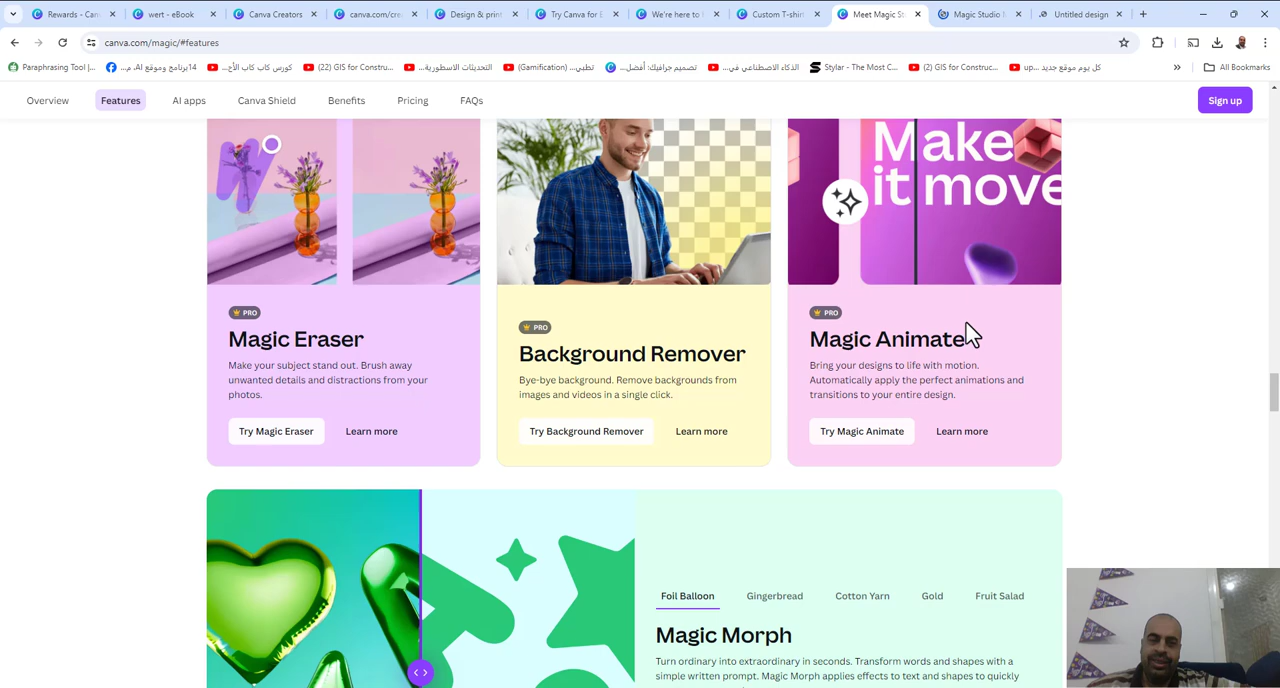 Rewards - Can
wert - eBook
Canva Creators
canva.com/cre
Design & print
Try Canva for E
We're here to H
Custom T-shir
Meet Magic St
Magic Studio l
Untitled design
canva.com/magic/#features
Paraphrasing Tool |...
14برنامج وموقع AI، م...
كورس كاب كات الأخ...
(22) GIS for Constru...
التحديثات الاسطورية...
(Gamification) ...تطبي
تصميم جرافيك: أفضل...
الذكاء الاصطناعي في...
Stylar - The Most C...
(2) GIS for Construc...
كل يوم موقع جديد ...up
All Bookmarks
Overview
Features
AI apps
Canva Shield
Benefits
Pricing
FAQs
Sign up
Make
it move
PRO
Magic Eraser
Make your subject stand out. Brush away
unwanted details and distractions from your
photos.
Try Magic Eraser
Learn more
PRO
Background Remover
Bye-bye background. Remove backgrounds from
images and videos in a single click.
Try Background Remover
Learn more
PRO
Magic Animate
Bring your designs to life with motion.
Automatically apply the perfect animations and
transitions to your entire design.
Try Magic Animate
Learn more
Foil Balloon
Gingerbread
Cotton Yarn
Gold
Fruit Salad
Magic Morph
Turn ordinary into extraordinary in seconds. Transform words and shapes with a
simple written prompt. Magic Morph applies effects to text and shapes to quickly